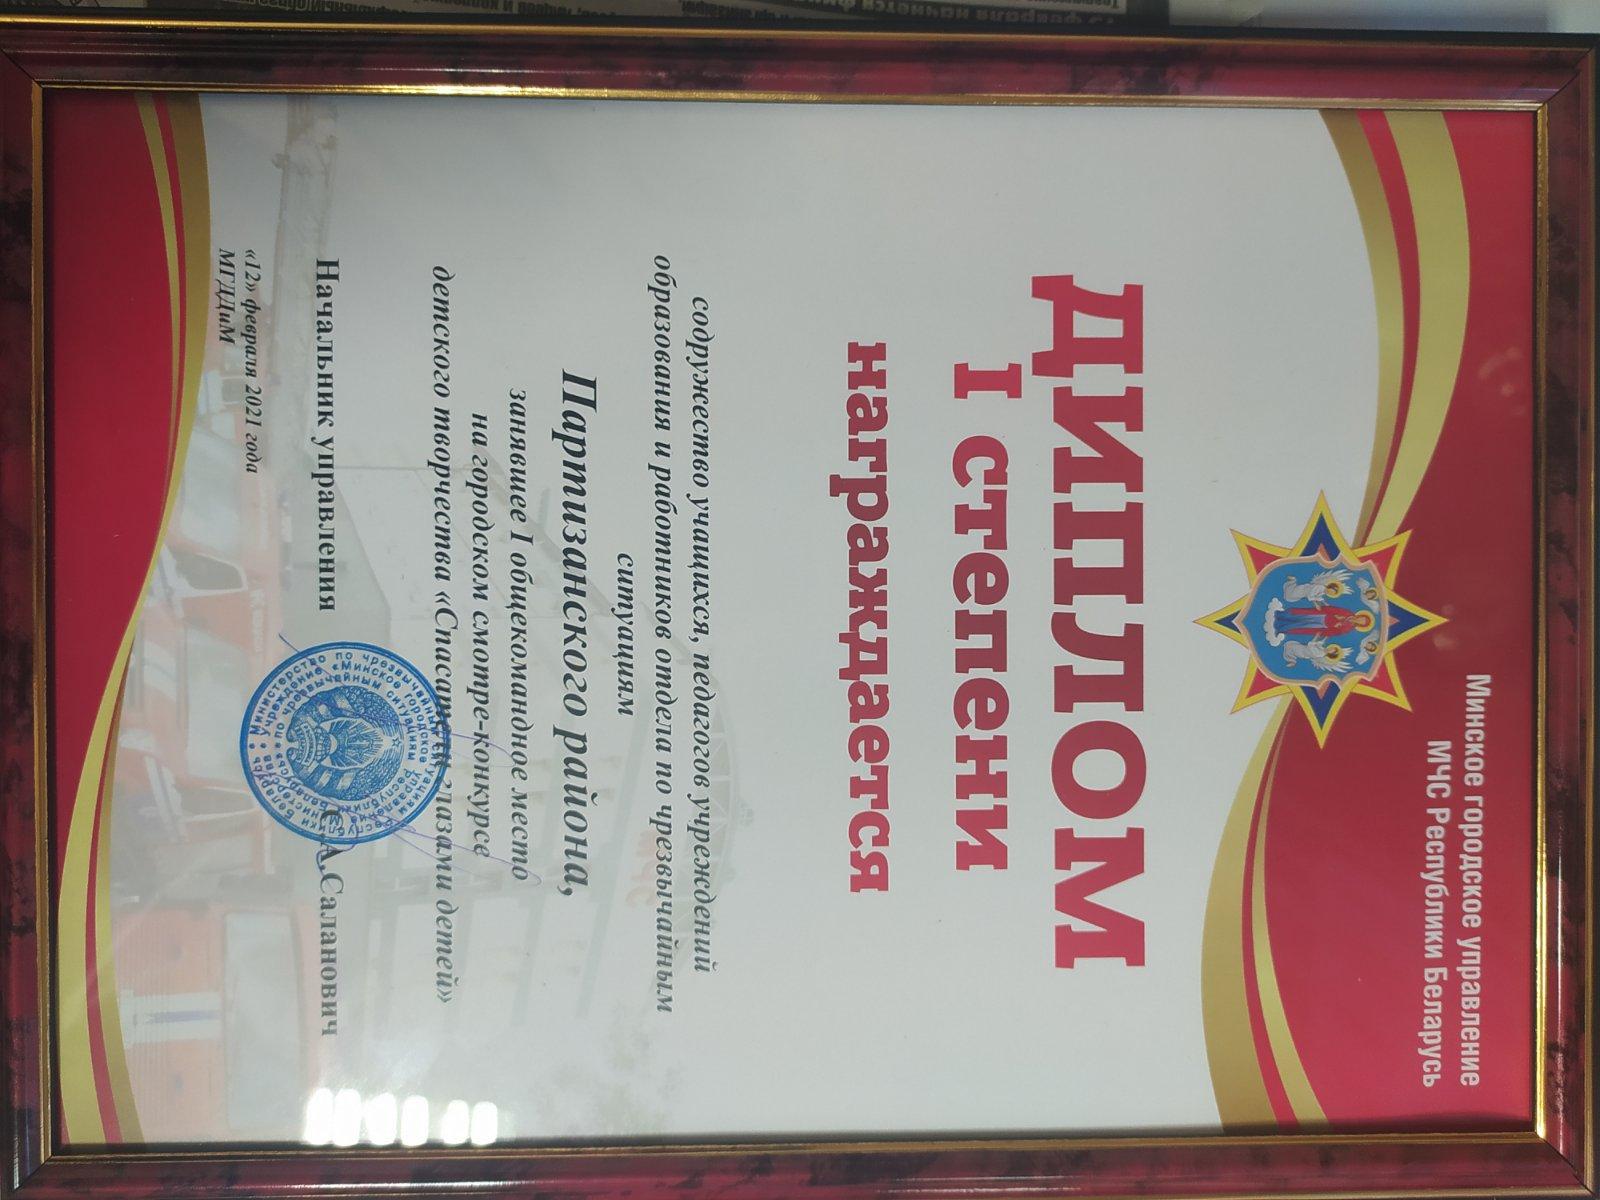 Минское городское управление
МЧС Республики Беларусь
ДИПЛОМ
I степени
награждается
содружество учащихся, педагогов учреждений
образования и работников отдела по чрезвычайным
ситуациям
Партизанского района,
занявшее I общекомандное место
на городском смотре-конкурсе
детского творчества «Спасатели глазами детей»
Начальник управления С.А.Саланович
«12» февраля 2021 года
МГДДиМ